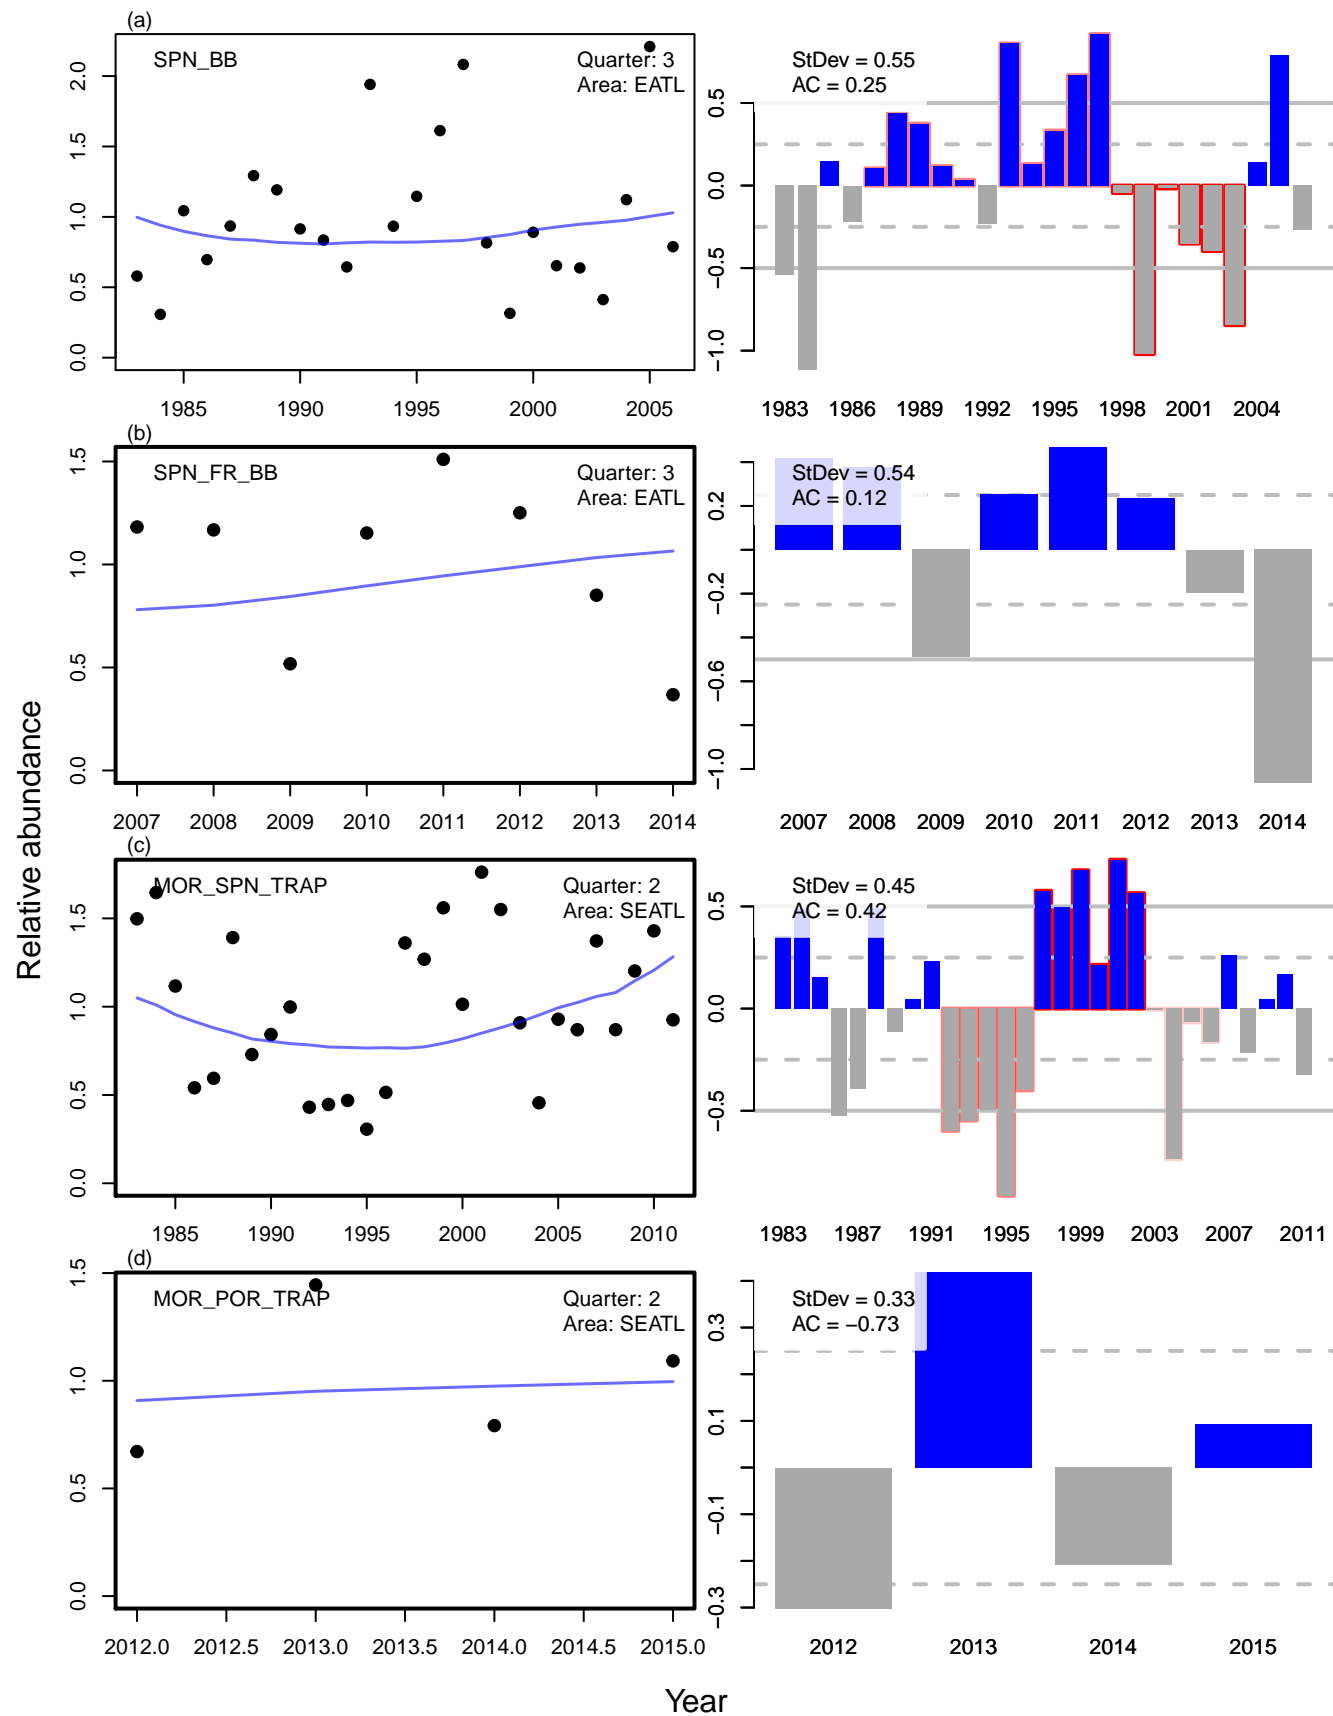 (a)
SPN_BB
Quarter: 3
Area: EATL
0.0 0.5 1.0 1.5 2.0
1985 1990 1995 2000 2005
StDev = 0.55
AC = 0.25
−1.0 −0.5 0.0 0.5
1983 1986 1989 1992 1995 1998 2001 2004
(b)
SPN_FR_BB
Quarter: 3
Area: EATL
0.0 0.5 1.0 1.5
2007 2008 2009 2010 2011 2012 2013 2014
StDev = 0.54
AC = 0.12
−1.0 −0.6 −0.2 0.2
2007 2008 2009 2010 2011 2012 2013 2014
(c)
MOR_SPN_TRAP
Quarter: 2
Area: SEATL
0.0 0.5 1.0 1.5
1985 1990 1995 2000 2005 2010
StDev = 0.45
AC = 0.42
−0.5 0.0 0.5
1983 1987 1991 1995 1999 2003 2007 2011
(d)
MOR_POR_TRAP
Quarter: 2
Area: SEATL
0.0 0.5 1.0 1.5
2012.0 2012.5 2013.0 2013.5 2014.0 2014.5 2015.0
StDev = 0.33
AC = −0.73
−0.3 −0.1 0.1 0.3
2012 2013 2014 2015
Relative abundance
Year